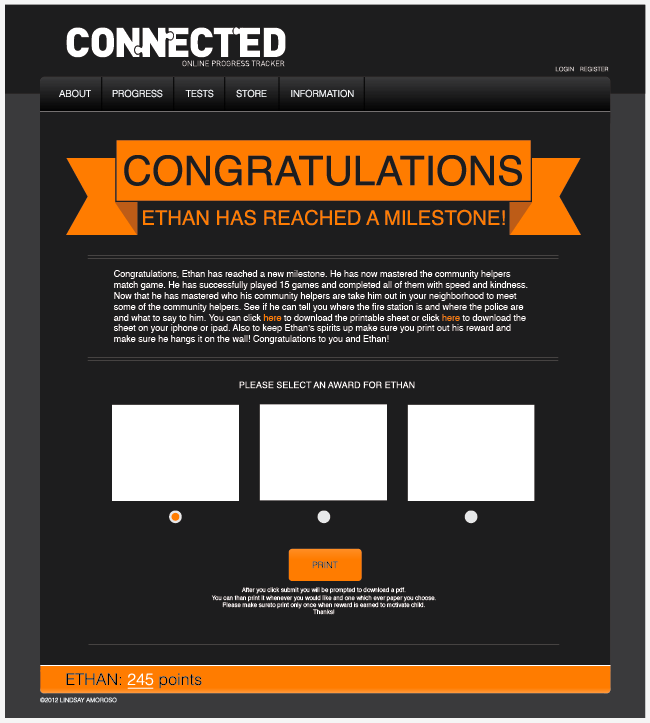 CONNECTED
ONLINE PROGRESS TRACKER
LOGIN REGISTER
ABOUT PROGRESS TESTS STORE INFORMATION
CONGRATULATIONS
ETHAN HAS REACHED A MILESTONE!
Congratulations, Ethan has reached a new milestone. He has now mastered the community helpers
match game. He has successfully played 15 games and completed all of them with speed and kindness.
Now that he has mastered who his community helpers are take him out in your neighborhood to meet
some of the community helpers. See if he can tell you where the fire station is and where the police are
and what to say to him. You can click here to download the printable sheet or click here to download the
sheet on your iphone or ipad. Also to keep Ethan's spirits up make sure you print out his reward and
make sure he hangs it on the wall! Congratulations to you and Ethan!
PLEASE SELECT AN AWARD FOR ETHAN
PRINT
After you click submit you will be prompted to download a pdf.
You can than print it whenever you would like and one which ever paper you choose.
Please make sureto print only once when reward is earned to motivate child.
Thanks!
ETHAN: 245 points
©2012 LINDSAY AMOROSO